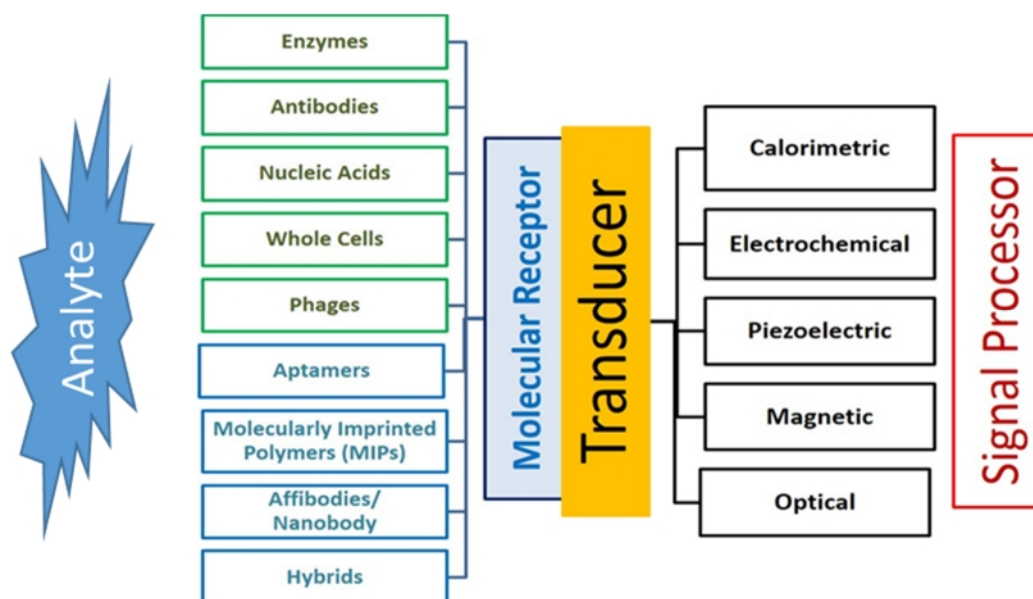 Analyte
Enzymes
Antibodies
Nucleic Acids
Whole Cells
Phages
Aptamers
Molecularly Imprinted
Polymers (MIPs)
Affibodies/
Nanobody
Hybrids
Molecular Receptor
Transducer
Calorimetric
Electrochemical
Piezoelectric
Magnetic
Optical
Signal Processor